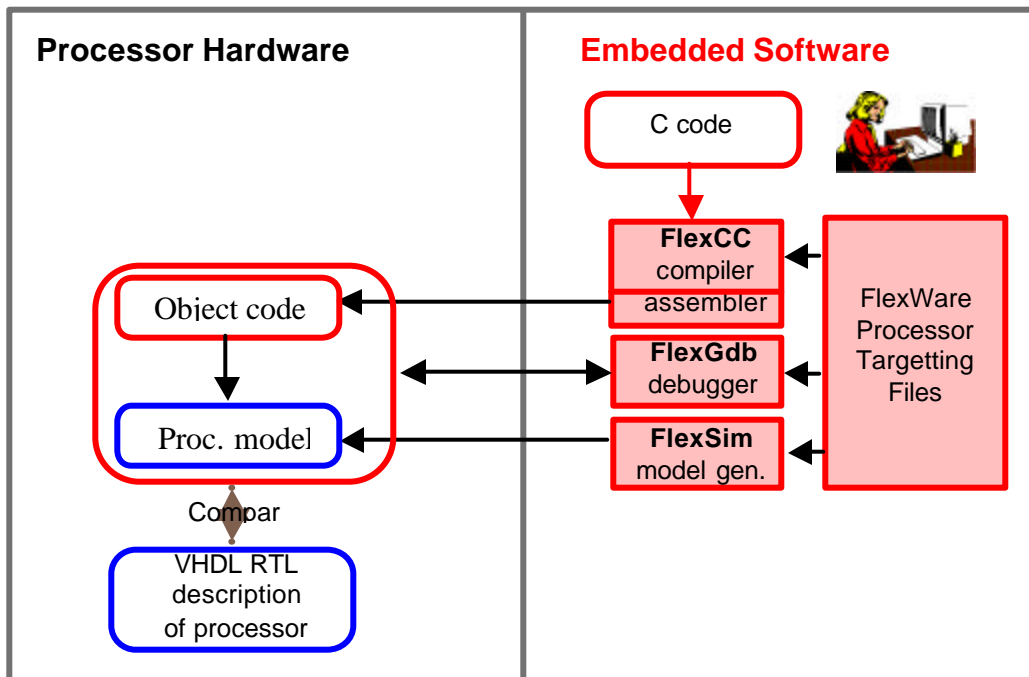 Processor Hardware
Embedded Software
C code
FlexCC
compiler
assembler
FlexGdb
debugger
FlexSim
model gen.
FlexWare
Processor
Targetting
Files
Object code
Proc. model
Compar
VHDL RTL
description
of processor